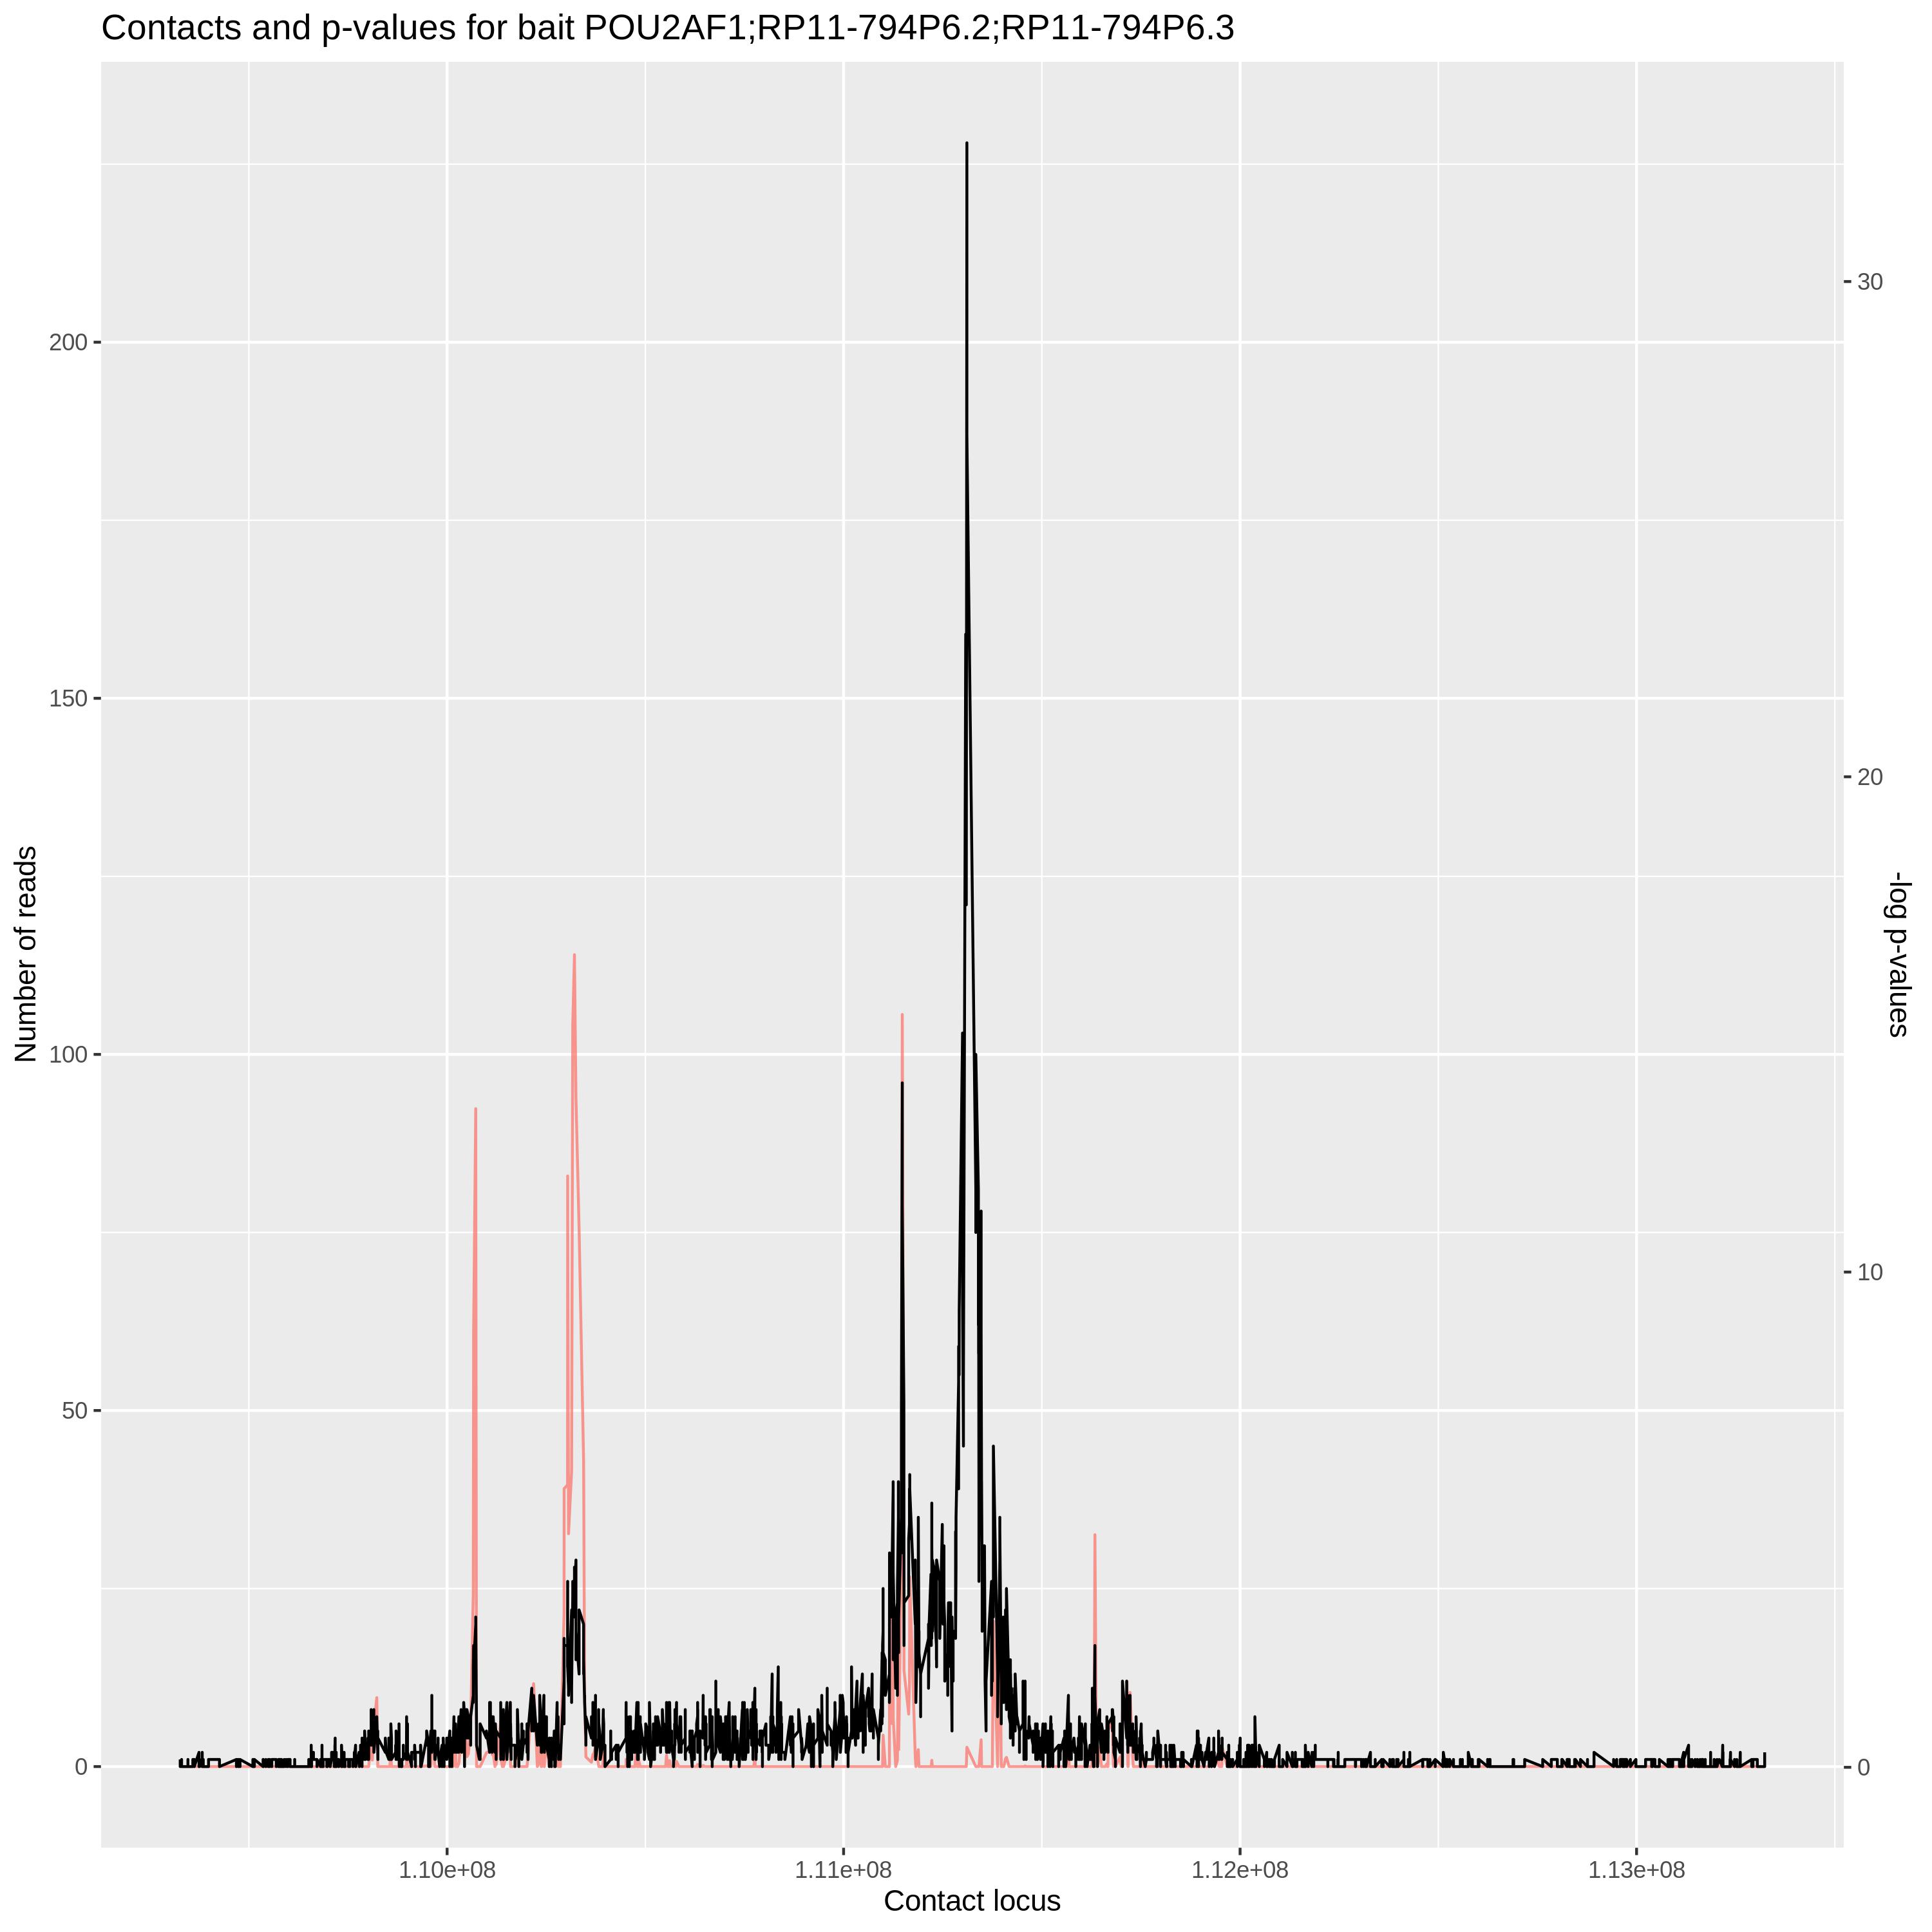 Contacts and p-values for bait POU2AF1;RP11-794P6.2;RP11-794P6.3
Number of reads
200
150
100
50
0
30
20
10
0
-log p-values
1.10e+08
1.11e+08
1.12e+08
1.13e+08
Contact locus